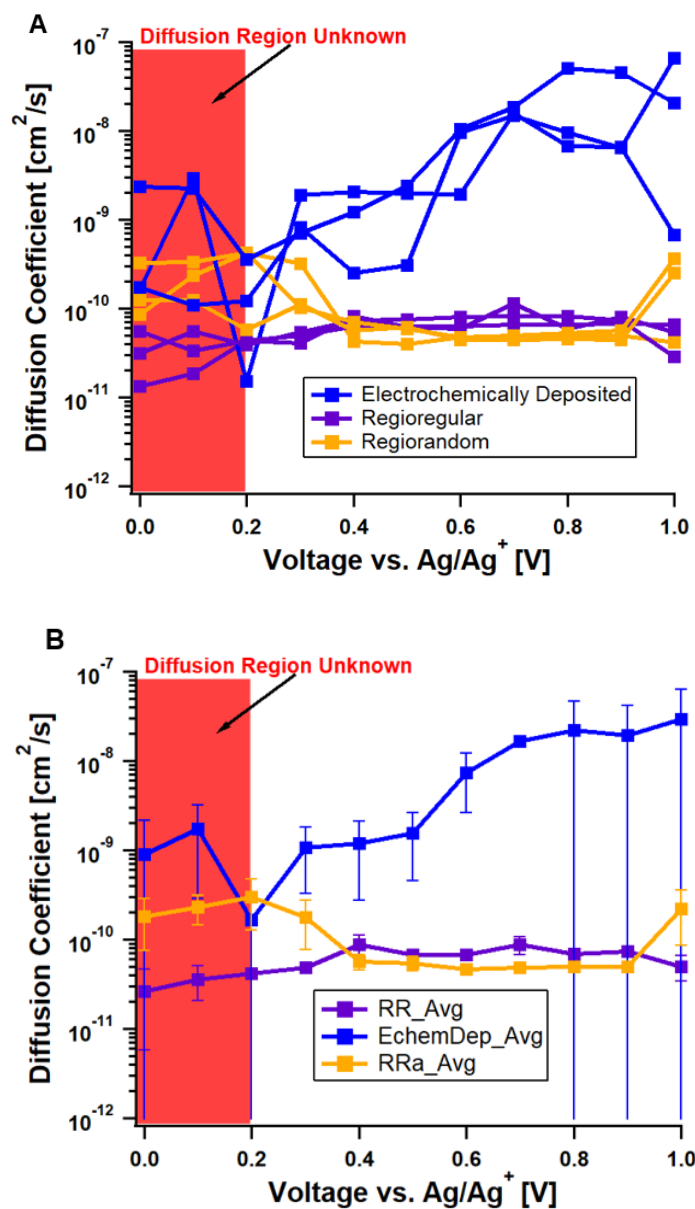 A
Diffusion Region Unknown
10^-7
10^-8
10^-9
10^-10
10^-11
10^-12
Diffusion Coefficient [cm^2/s]
Electrochemically Deposited
Regioregular
Regiorandom
0.0 0.2 0.4 0.6 0.8 1.0
Voltage vs. Ag/Ag^+ [V]
B
Diffusion Region Unknown
10^-7
10^-8
10^-9
10^-10
10^-11
10^-12
Diffusion Coefficient [cm^2/s]
RR_Avg
EchemDep_Avg
RRa_Avg
0.0 0.2 0.4 0.6 0.8 1.0
Voltage vs. Ag/Ag^+ [V]